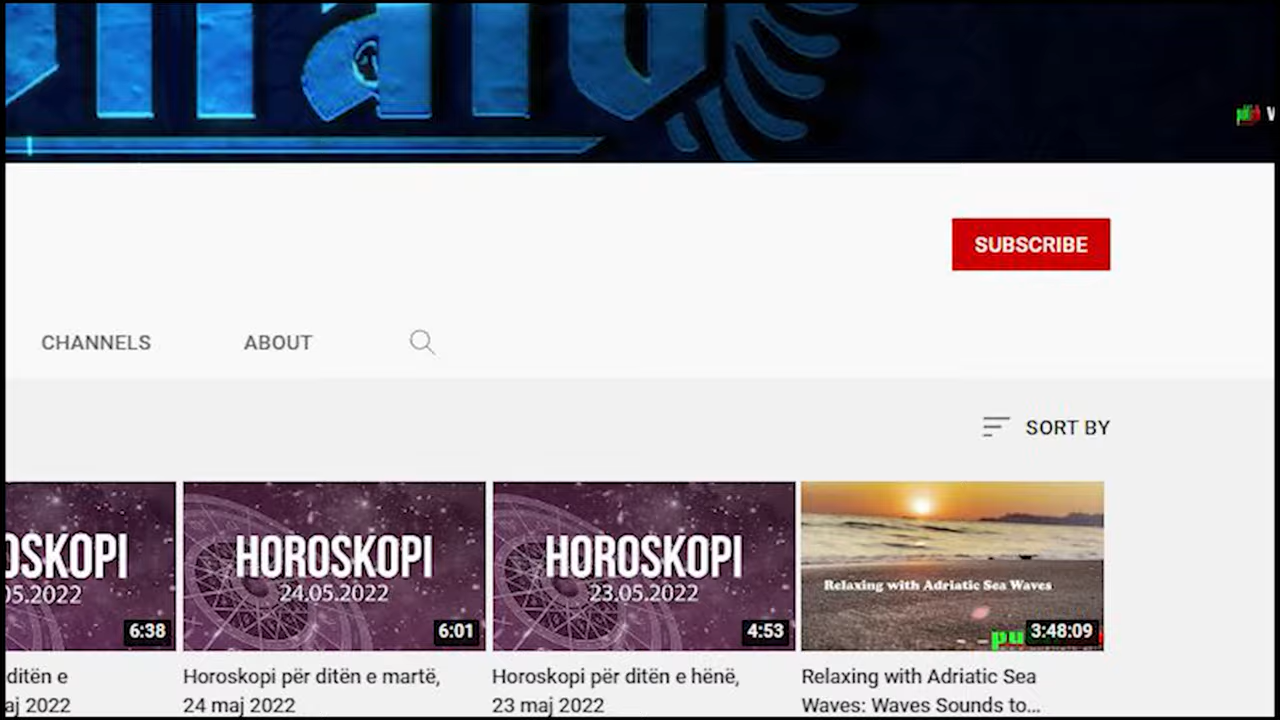 SUBSCRIBE
CHANNELS ABOUT
SORT BY
HOROSKOPI HOROSKOPI
24.05.2022 23.05.2022
Relaxing with Adriatic Sea Waves
6:38 6:01 4:53 3:48:09
ditën e Horoskopi për ditën e martë, Horoskopi për ditën e hënë, Relaxing with Adriatic Sea
2022 24 maj 2022 23 maj 2022 Waves: Waves Sounds to...